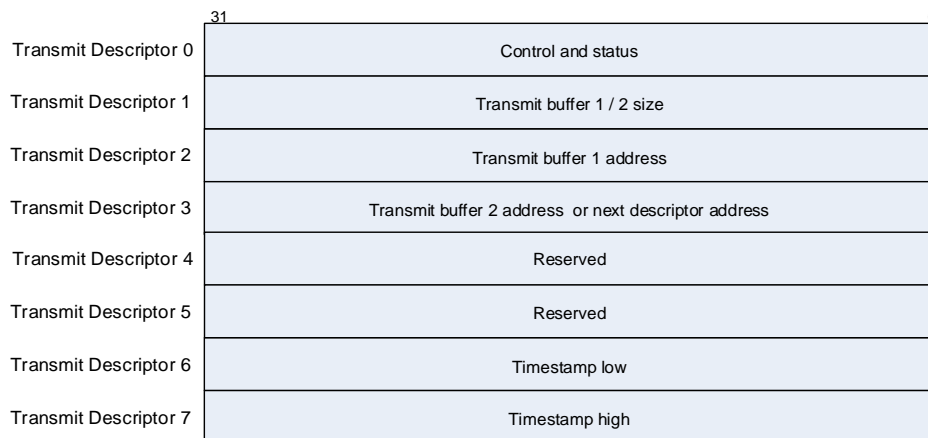 31
Transmit Descriptor 0 Control and status
Transmit Descriptor 1 Transmit buffer 1 / 2 size
Transmit Descriptor 2 Transmit buffer 1 address
Transmit Descriptor 3 Transmit buffer 2 address or next descriptor address
Transmit Descriptor 4 Reserved
Transmit Descriptor 5 Reserved
Transmit Descriptor 6 Timestamp low
Transmit Descriptor 7 Timestamp high